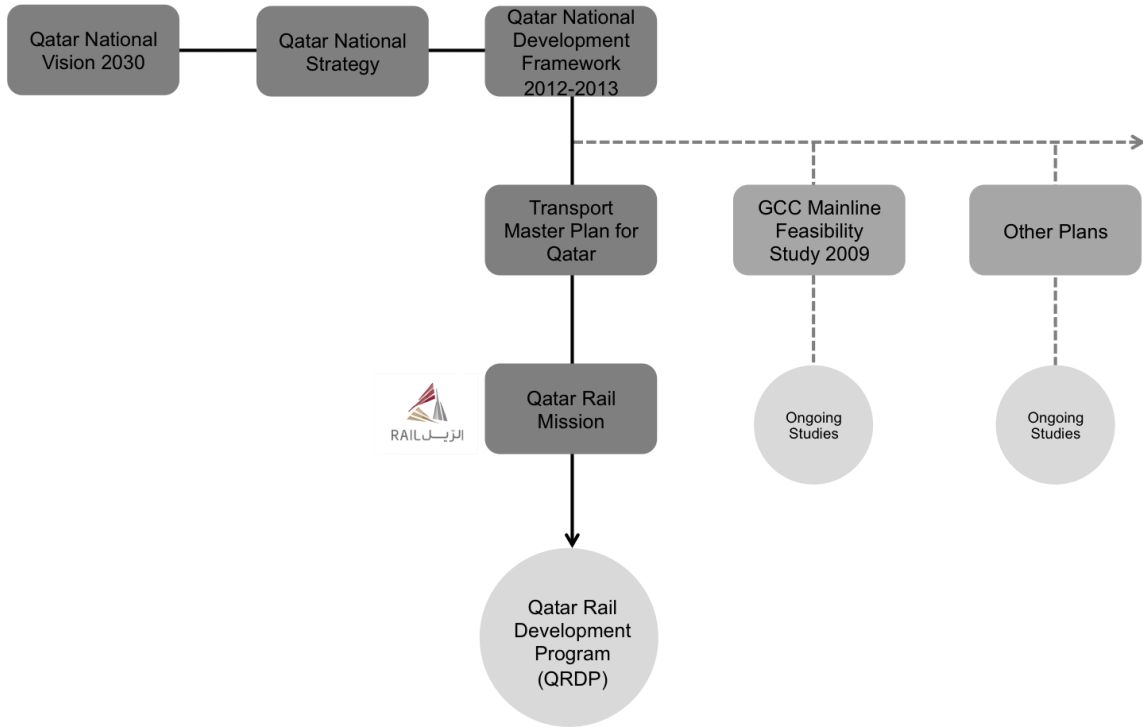 Qatar National
Vision 2030
Qatar National
Strategy
Qatar National
Development
Framework
2012-2013
Transport
Master Plan for
Qatar
GCC Mainline
Feasibility
Study 2009
Other Plans
Qatar Rail
Mission
RAIL الرّيــل
Ongoing
Studies
Ongoing
Studies
Qatar Rail
Development
Program
(QRDP)